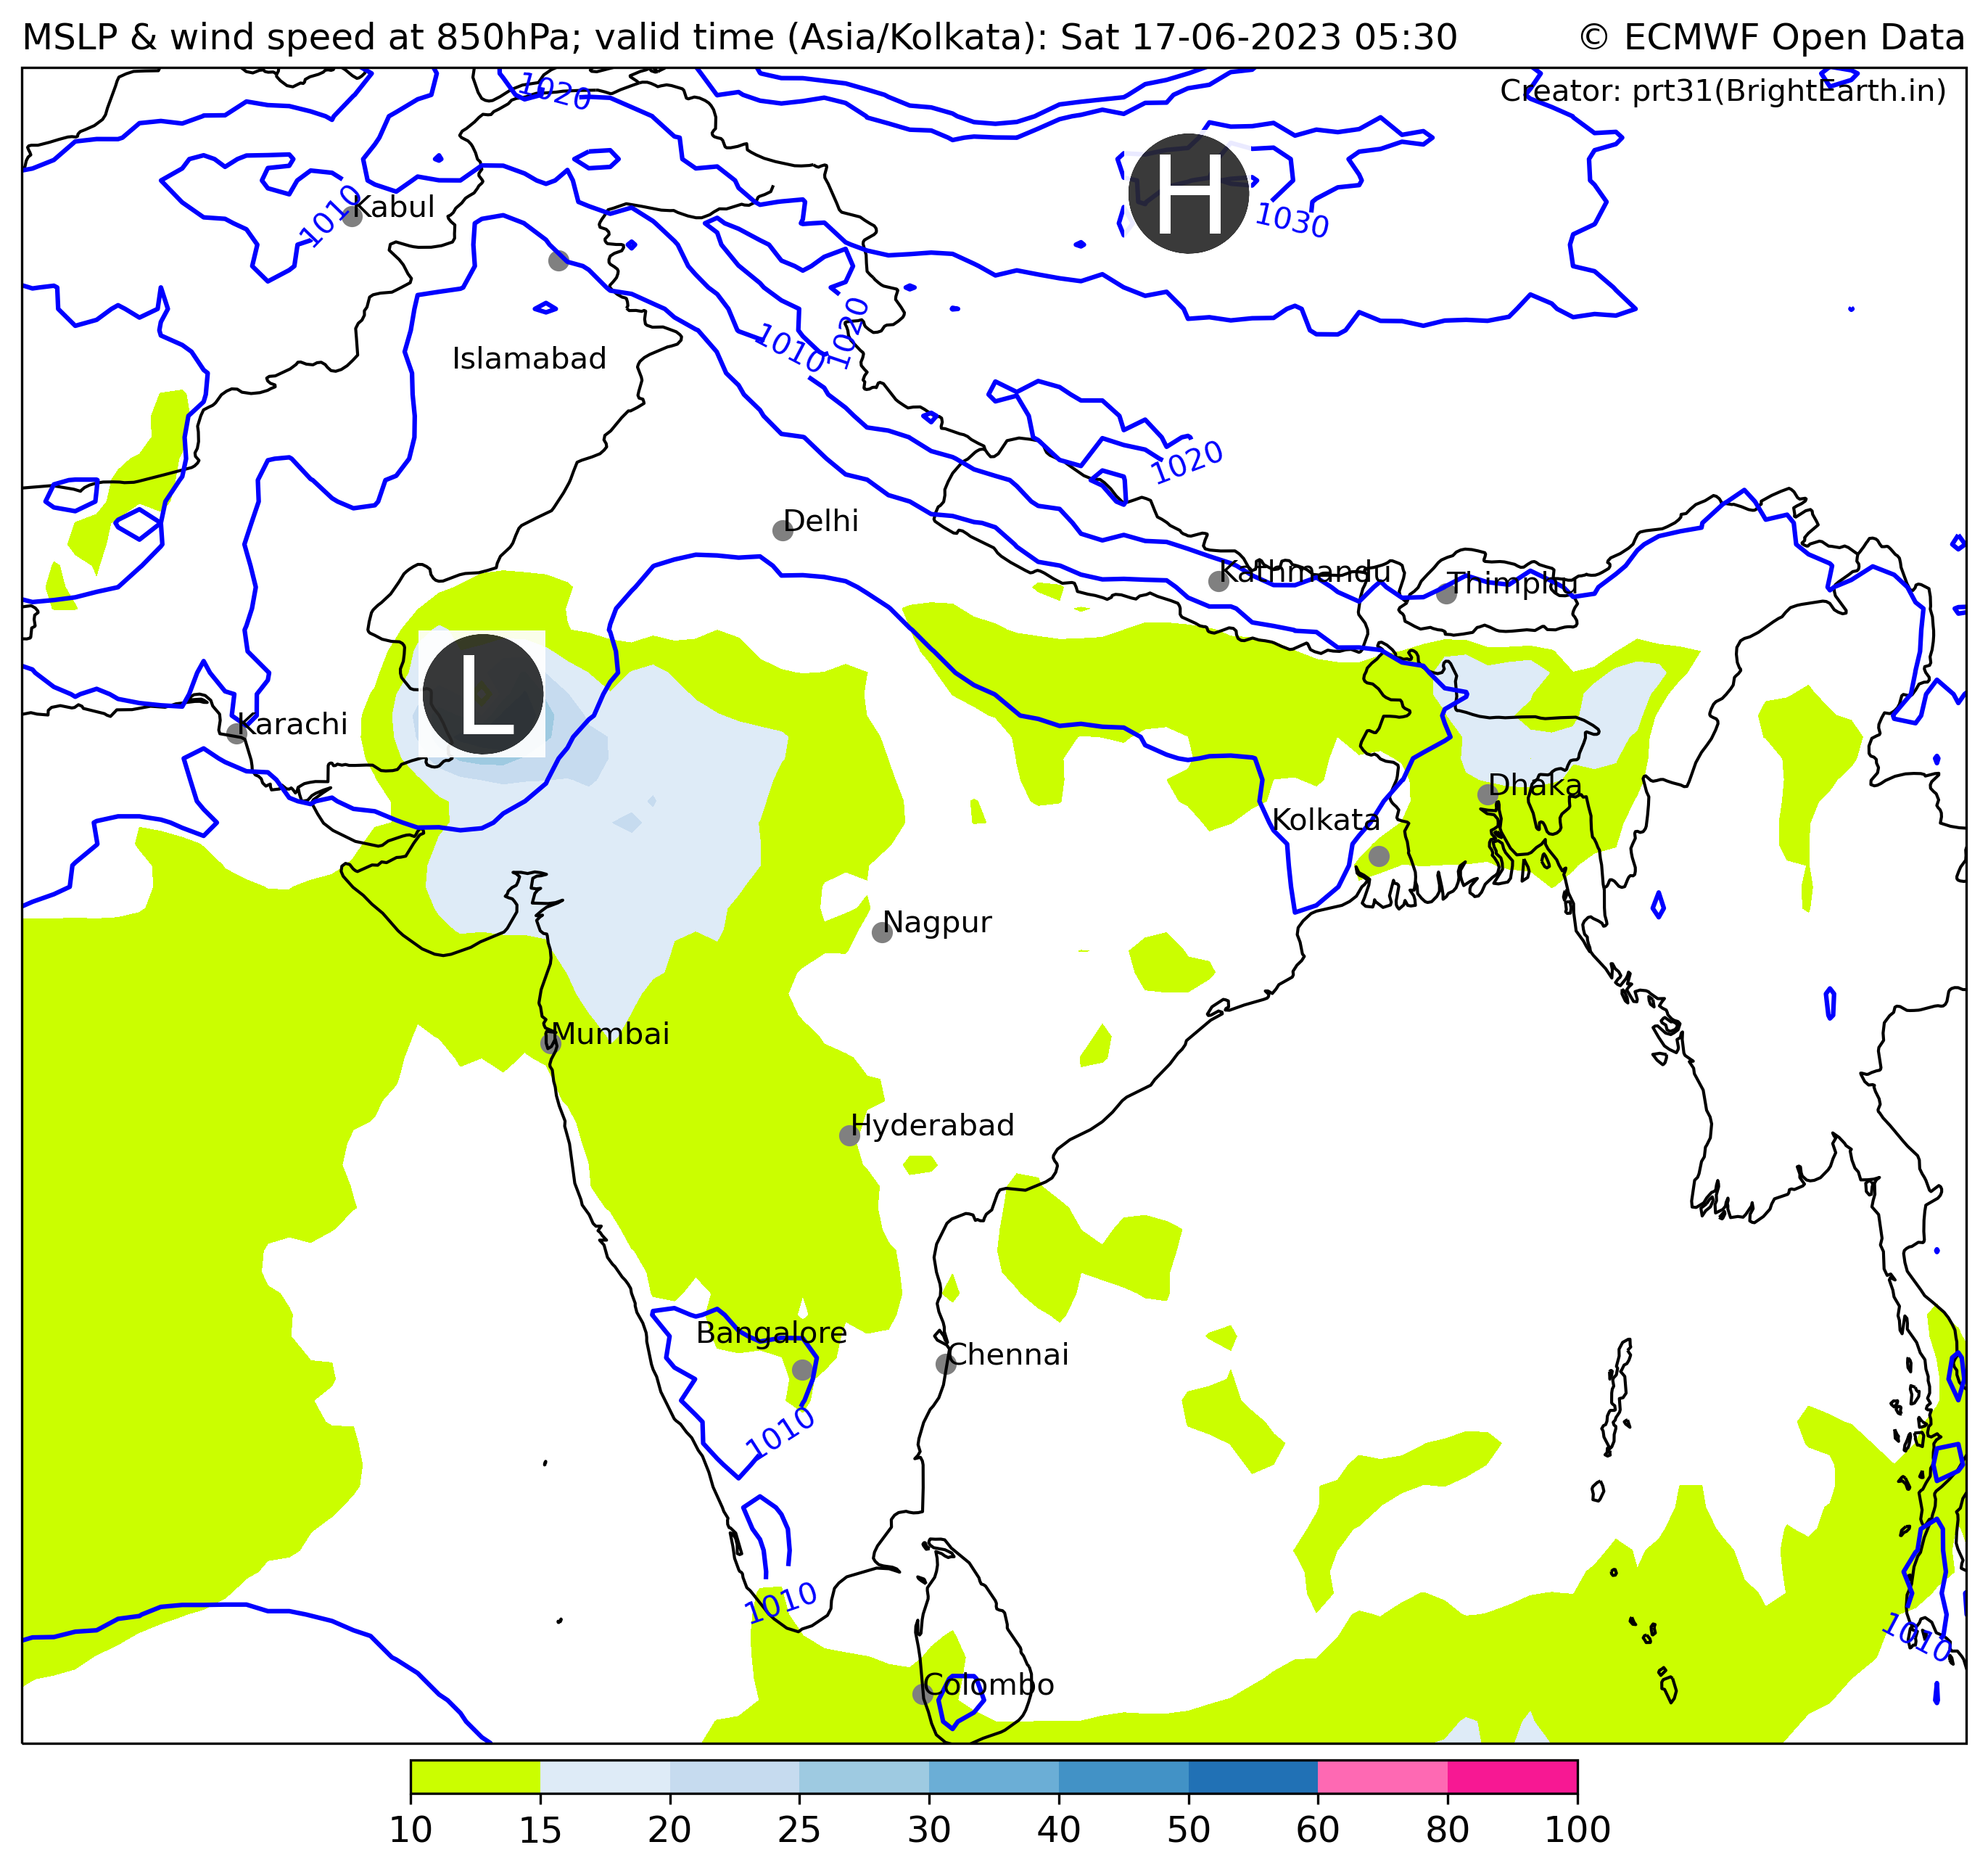 MSLP & wind speed at 850hPa; valid time (Asia/Kolkata): Sat 17-06-2023 05:30
© ECMWF Open Data
Creator: prt31(BrightEarth.in)
1020
H
1010
Kabul
1030
1020
1010
Islamabad
1020
Delhi
Kathmandu
Thimphu
L
Karachi
Dhaka
Kolkata
Nagpur
Mumbai
Hyderabad
Bangalore
Chennai
1010
1010
1010
Colombo
10 15 20 25 30 40 50 60 80 100